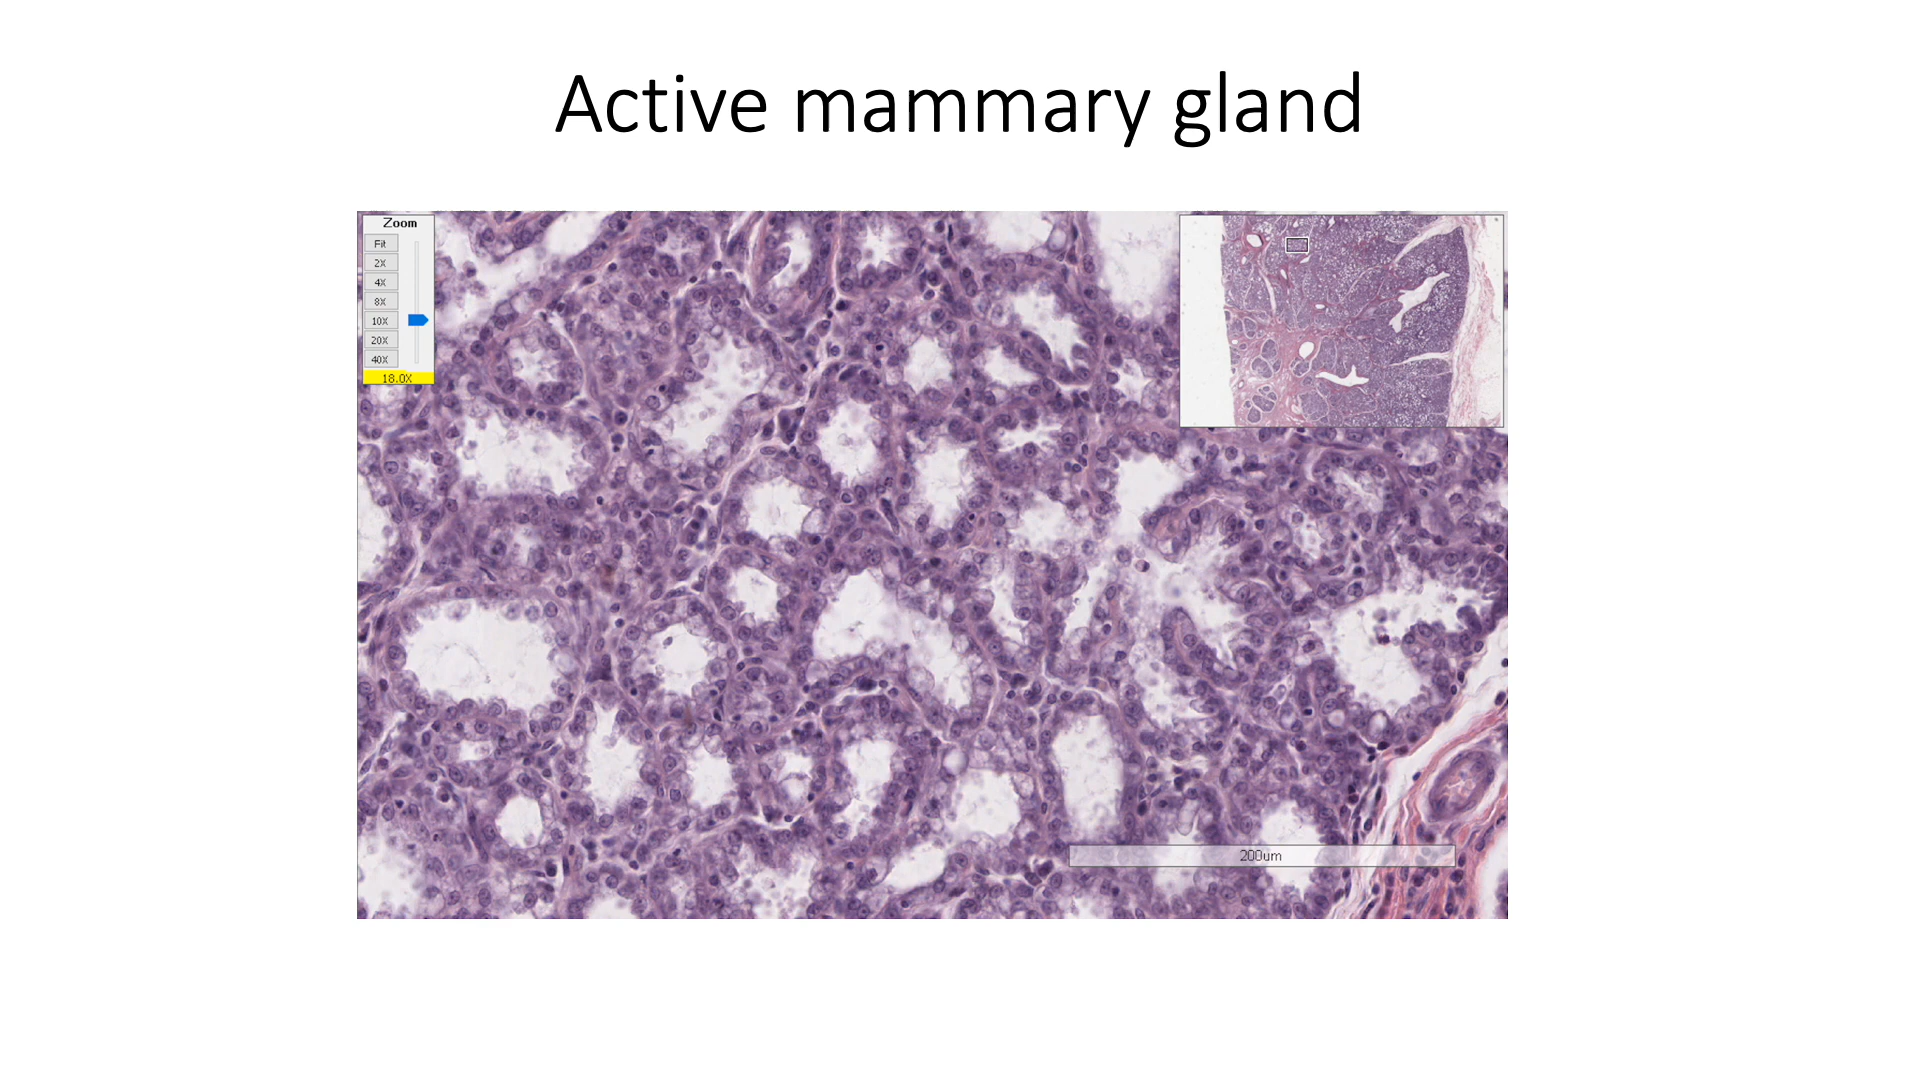 Active mammary gland
Zoom
Fit
2X
4X
8X
10X
20X
40X
18.0X
200um